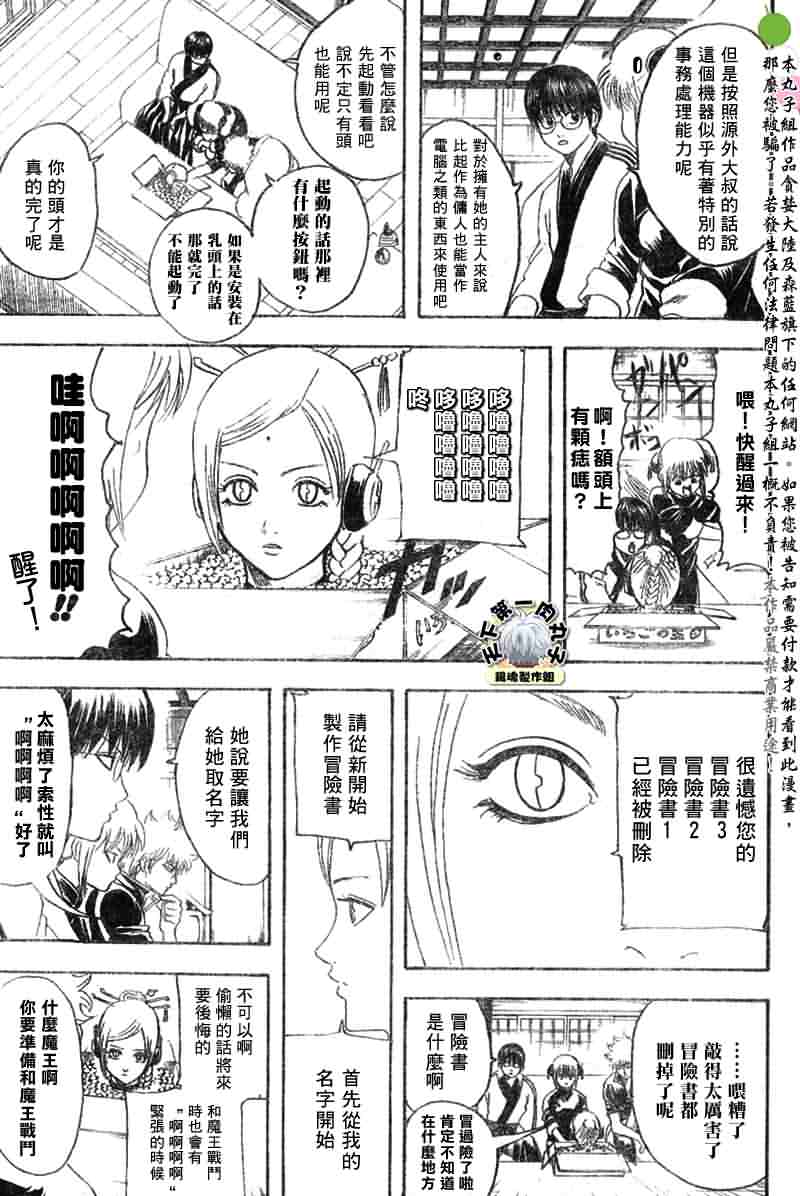 但是按照源外大叔的話說
這個機器似乎有著特別的
事務處理能力呢
對於擁有她的主人來說
比起作為傭人也能當作
電腦之類的東西來使用吧
不管怎麼說
先起動看看吧
說不定只有頭
也能用呢
起動的話那裡
有什麼按鈕嗎？
如果是安裝在
乳頭上的話
那就完了
不能起動了
你的頭才是
真的完了呢
喂！快醒過來！
啊！額頭上
有顆痣嗎？
いちごの王国
哆嚕嚕嚕嚕
哆嚕嚕嚕嚕
哆嚕嚕嚕嚕
咚
哇啊啊啊啊啊!!
醒了！
天下第一肉丸子
銀魂製作組
很遺憾您的
冒險書3
冒險書2
冒險書1
已經被刪除
請從新開始
製作冒險書
首先從我的
名字開始
她說要讓我們
給她取名字
太麻煩了索性就叫
“啊啊啊啊“好了
……喂糟了
敲得太厲害了
冒險書都
刪掉了呢
冒險書
是什麼啊
冒過險了啦
肯定不知道
在什麼地方
不可以啊
偷懶的話將來
要後悔的
和魔王戰鬥
時也會有
“啊啊啊啊“
緊張的時候
什麼魔王啊
你要準備和魔王戰鬥
本丸子組作品貪婪大陸及森藍旗下的任何網站。如果您被告知需要付款才能看到此漫畫，
那麼您被騙了！若發生任何法律問題本丸子組一概不負責！本作品嚴禁商業用途！